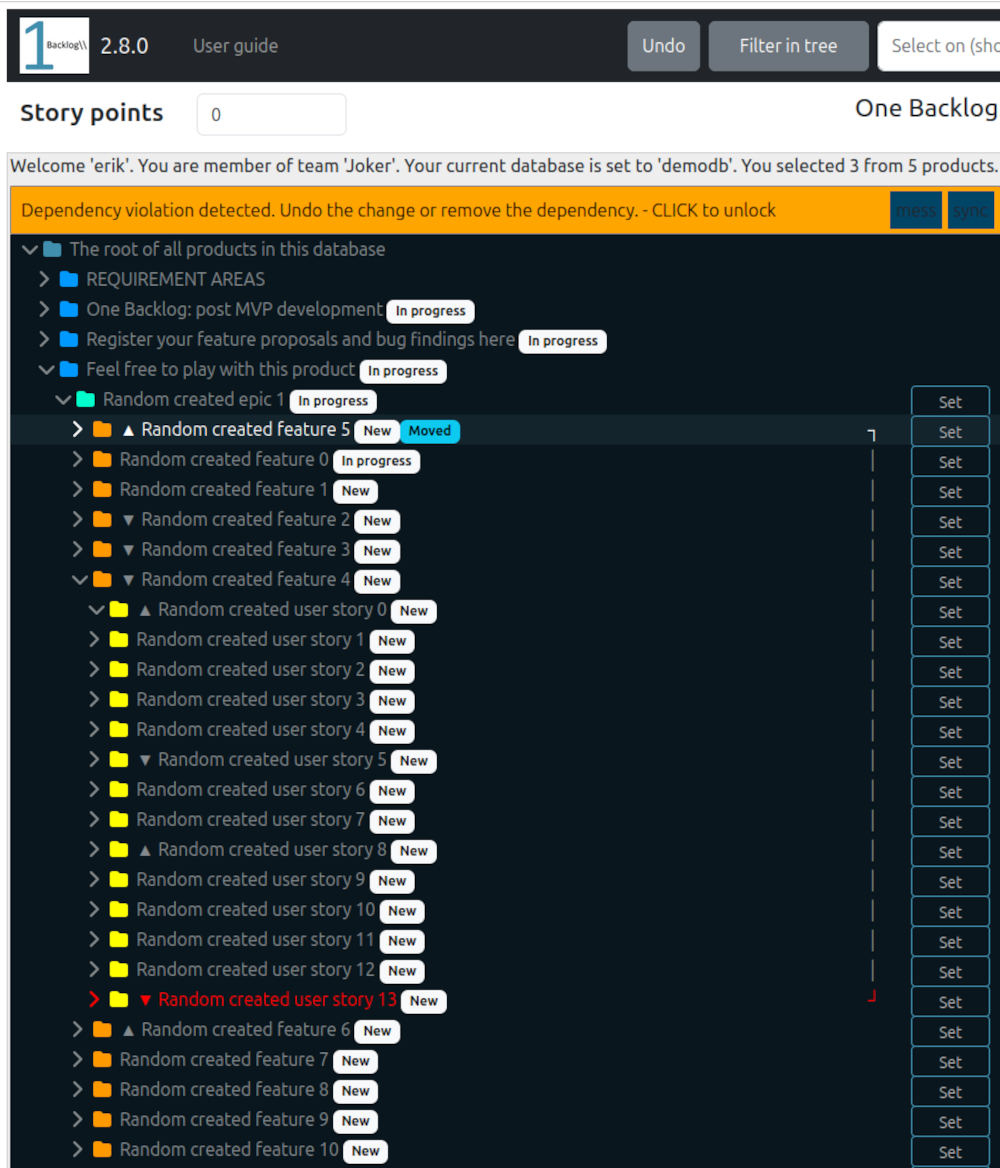 1 Backlog\\ 2.8.0 User guide Undo Filter in tree Select on (sho
Story points 0 One Backlog
Welcome 'erik'. You are member of team 'Joker'. Your current database is set to 'demodb'. You selected 3 from 5 products.
Dependency violation detected. Undo the change or remove the dependency. - CLICK to unlock mess sync
The root of all products in this database
REQUIREMENT AREAS
One Backlog: post MVP development In progress
Register your feature proposals and bug findings here In progress
Feel free to play with this product In progress
Random created epic 1 In progress Set
▲ Random created feature 5 New Moved Set
Random created feature 0 In progress Set
Random created feature 1 New Set
▼ Random created feature 2 New Set
▼ Random created feature 3 New Set
▼ Random created feature 4 New Set
▲ Random created user story 0 New Set
Random created user story 1 New Set
Random created user story 2 New Set
Random created user story 3 New Set
Random created user story 4 New Set
▼ Random created user story 5 New Set
Random created user story 6 New Set
Random created user story 7 New Set
▲ Random created user story 8 New Set
Random created user story 9 New Set
Random created user story 10 New Set
Random created user story 11 New Set
Random created user story 12 New Set
▼ Random created user story 13 New Set
▲ Random created feature 6 New Set
Random created feature 7 New Set
Random created feature 8 New Set
Random created feature 9 New Set
Random created feature 10 New Set